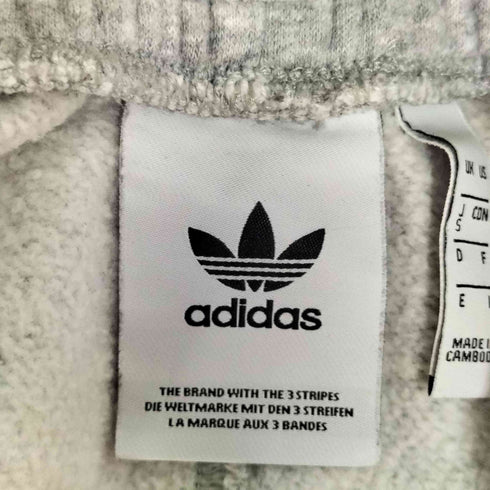 adidas
THE BRAND WITH THE 3 STRIPES
DIE WELTMARKE MIT DEN 3 STREIFEN
LA MARQUE AUX 3 BANDES
UK US
J CON
S
D F
E
MADE
CAMBOD